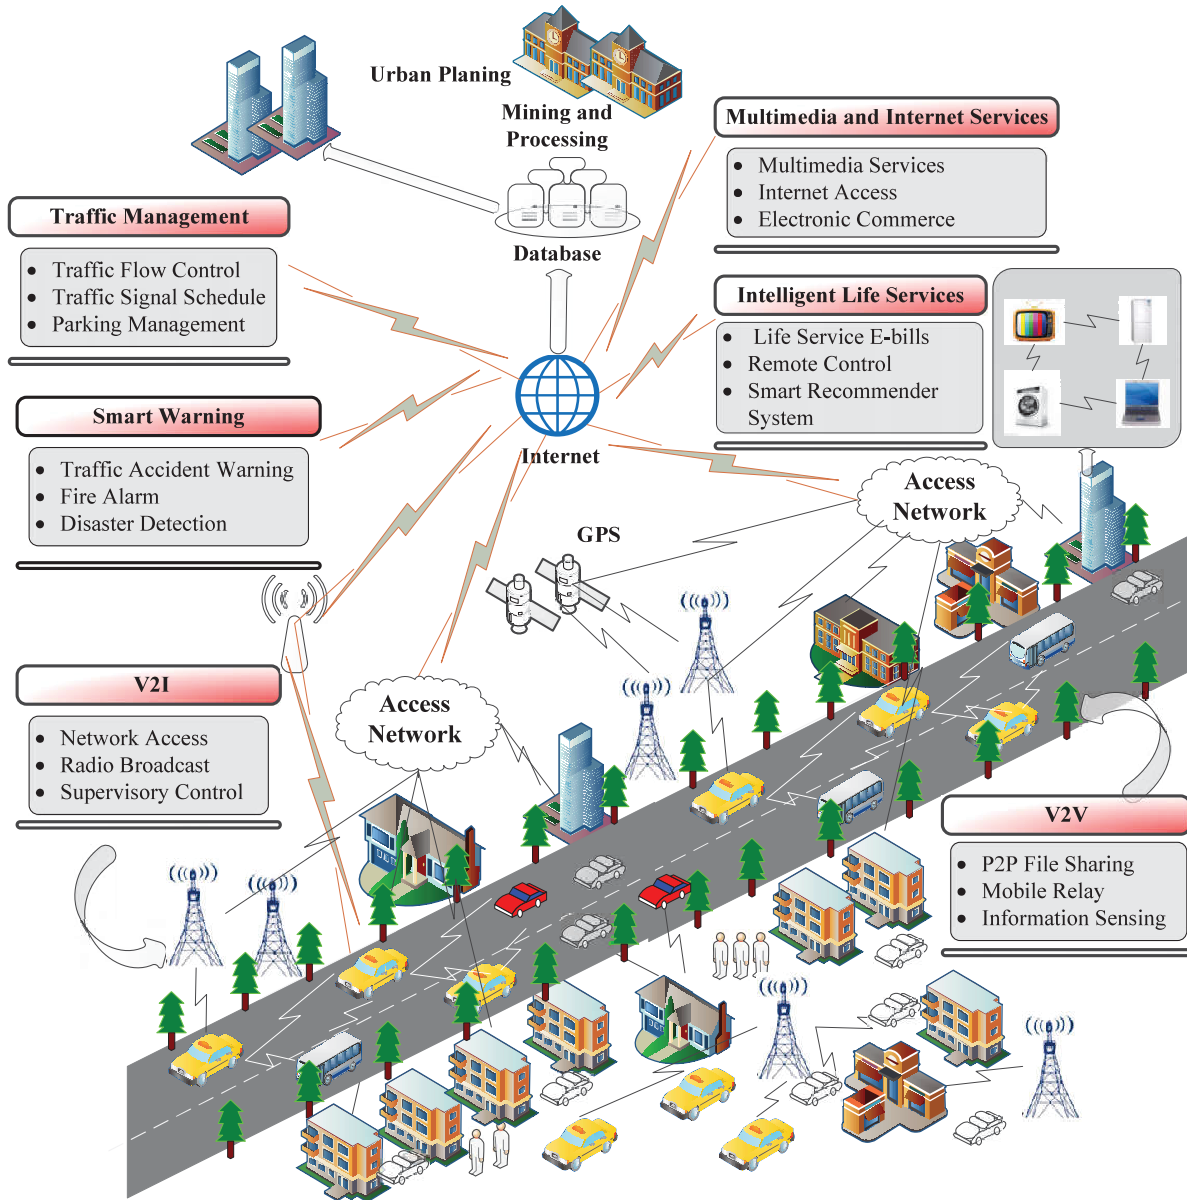 Urban Planing
Mining and
Processing
Database
Multimedia and Internet Services
• Multimedia Services
• Internet Access
• Electronic Commerce
Traffic Management
• Traffic Flow Control
• Traffic Signal Schedule
• Parking Management
Intelligent Life Services
• Life Service E-bills
• Remote Control
• Smart Recommender
System
Smart Warning
• Traffic Accident Warning
• Fire Alarm
• Disaster Detection
Internet
Access
Network
GPS
V2I
• Network Access
• Radio Broadcast
• Supervisory Control
Access
Network
V2V
• P2P File Sharing
• Mobile Relay
• Information Sensing